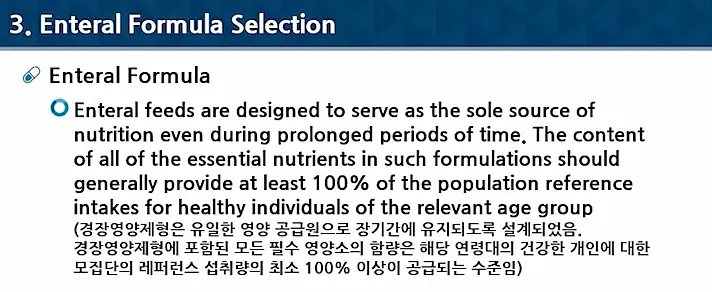 3. Enteral Formula Selection
Enteral Formula
Enteral feeds are designed to serve as the sole source of
nutrition even during prolonged periods of time. The content
of all of the essential nutrients in such formulations should
generally provide at least 100% of the population reference
intakes for healthy individuals of the relevant age group
(경장영양제형은 유일한 영양 공급원으로 장기간에 유지되도록 설계되었음.
경장영양제형에 포함된 모든 필수 영양소의 함량은 해당 연령대의 건강한 개인에 대한
모집단의 레퍼런스 섭취량의 최소 100% 이상이 공급되는 수준임)